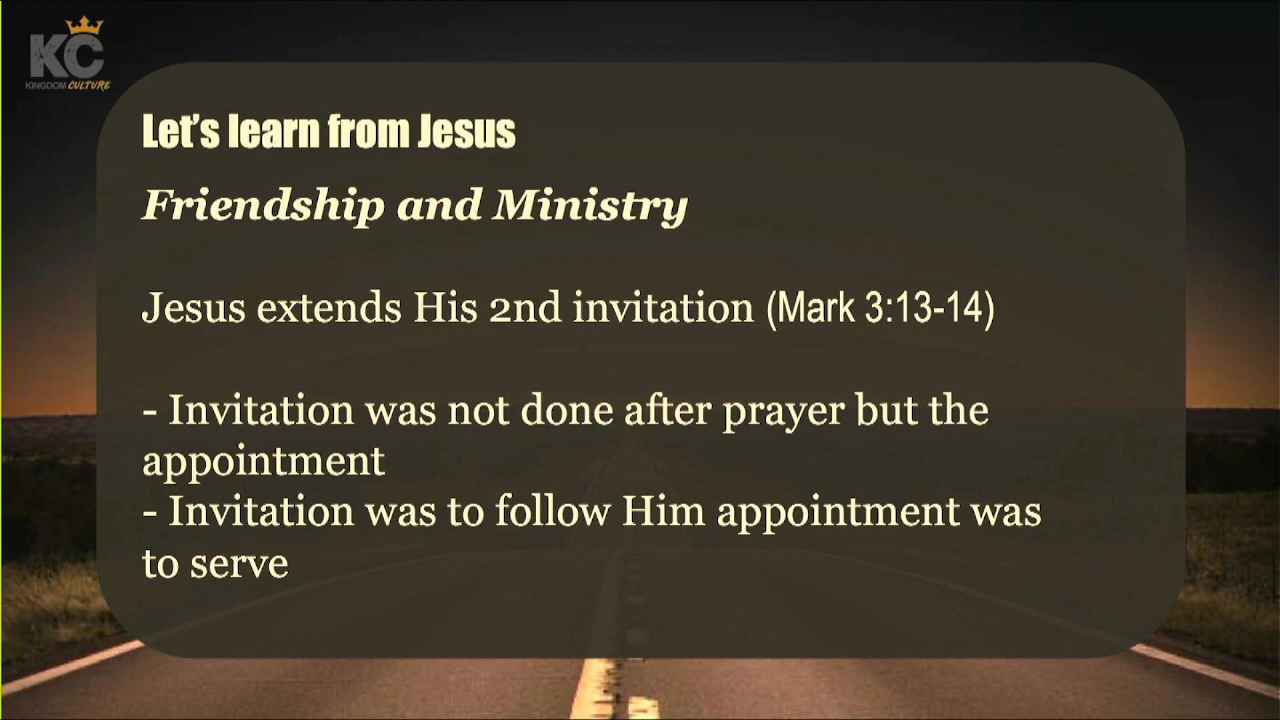 KC
KINGDOM CULTURE
Let's learn from Jesus
Friendship and Ministry
Jesus extends His 2nd invitation (Mark 3:13-14)
- Invitation was not done after prayer but the
appointment
- Invitation was to follow Him appointment was
to serve